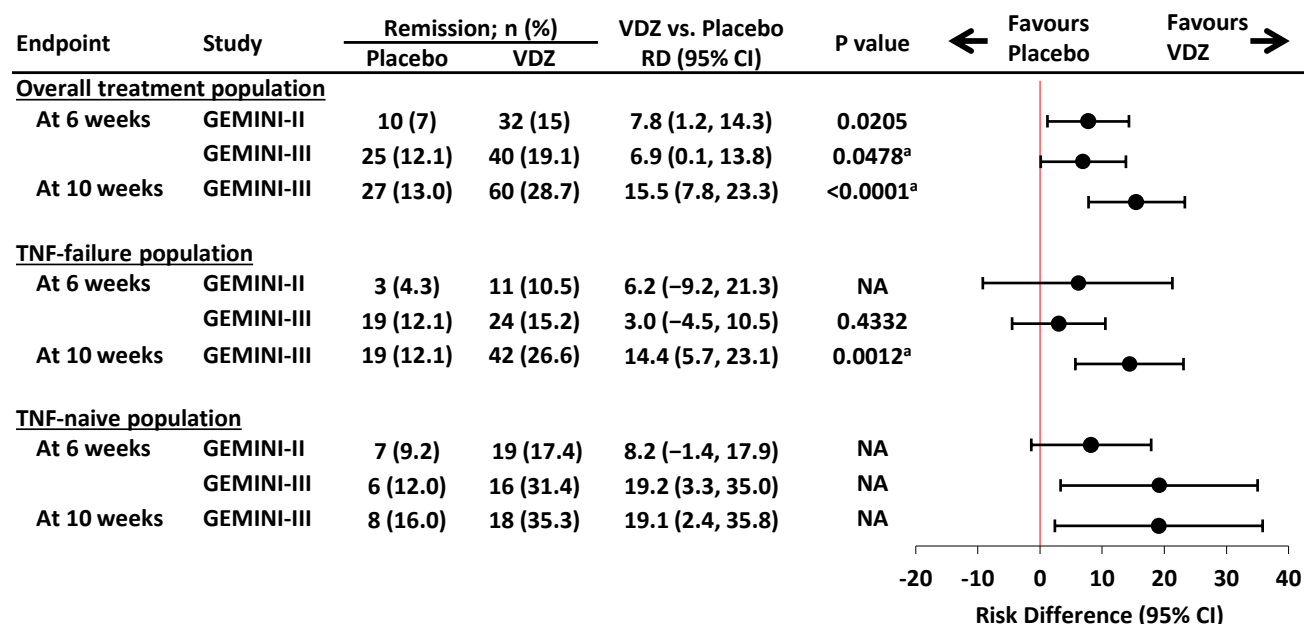 Endpoint Study Remission; n (%) VDZ vs. Placebo P value Favours Favours
Placebo VDZ RD (95% CI) Placebo VDZ
Overall treatment population
At 6 weeks GEMINI-II 10 (7) 32 (15) 7.8 (1.2, 14.3) 0.0205
GEMINI-III 25 (12.1) 40 (19.1) 6.9 (0.1, 13.8) 0.0478ª
At 10 weeks GEMINI-III 27 (13.0) 60 (28.7) 15.5 (7.8, 23.3) <0.0001ª
TNF-failure population
At 6 weeks GEMINI-II 3 (4.3) 11 (10.5) 6.2 (−9.2, 21.3) NA
GEMINI-III 19 (12.1) 24 (15.2) 3.0 (−4.5, 10.5) 0.4332
At 10 weeks GEMINI-III 19 (12.1) 42 (26.6) 14.4 (5.7, 23.1) 0.0012ª
TNF-naive population
At 6 weeks GEMINI-II 7 (9.2) 19 (17.4) 8.2 (−1.4, 17.9) NA
GEMINI-III 6 (12.0) 16 (31.4) 19.2 (3.3, 35.0) NA
At 10 weeks GEMINI-III 8 (16.0) 18 (35.3) 19.1 (2.4, 35.8) NA
-20 -10 0 10 20 30 40
Risk Difference (95% CI)